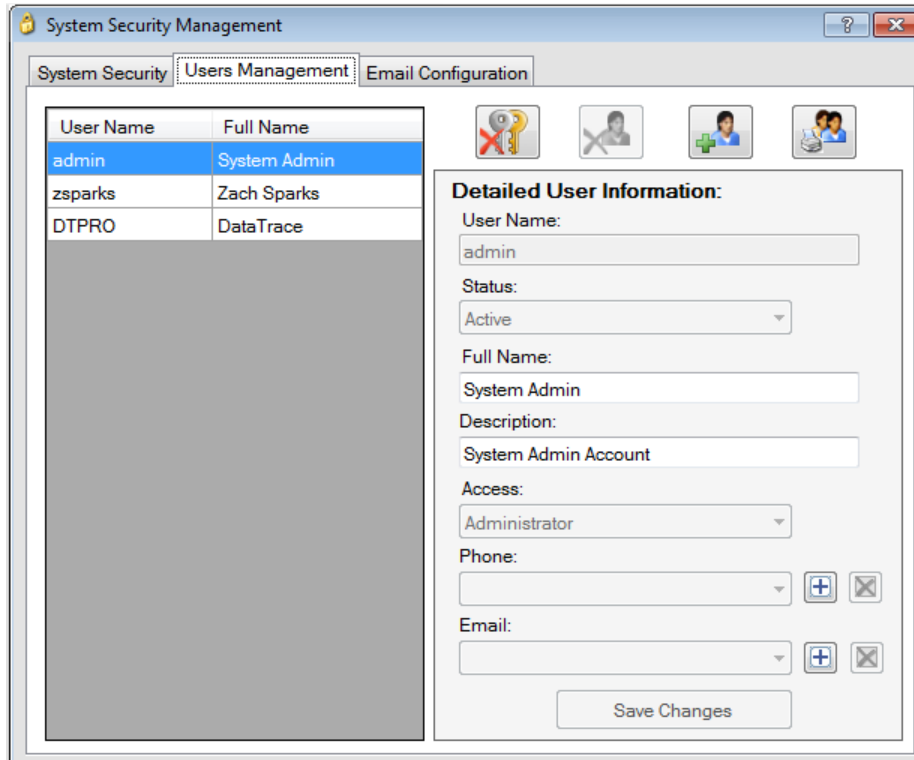 System Security Management
System Security Users Management Email Configuration
User Name Full Name
admin System Admin
zsparks Zach Sparks
DTPRO DataTrace
Detailed User Information:
User Name:
admin
Status:
Active
Full Name:
System Admin
Description:
System Admin Account
Access:
Administrator
Phone:
Email:
Save Changes